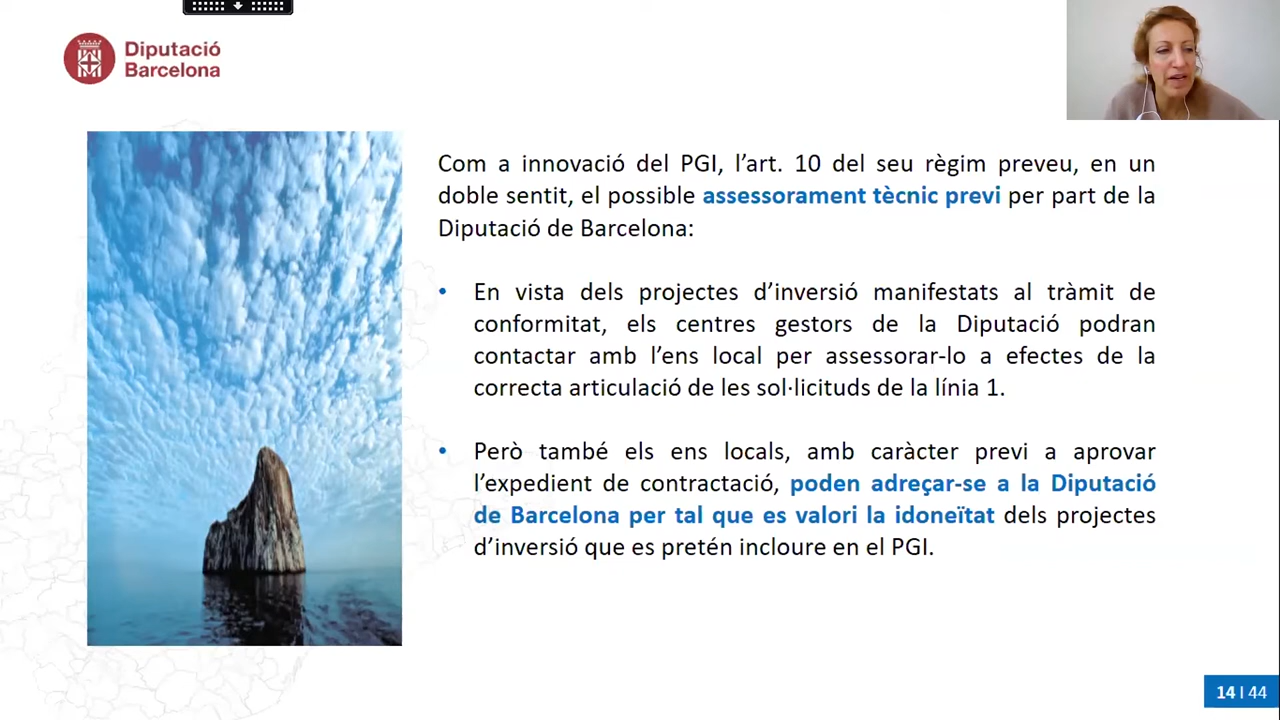 Diputació
Barcelona
Com a innovació del PGI, l’art. 10 del seu règim preveu, en un
doble sentit, el possible assessorament tècnic previ per part de la
Diputació de Barcelona:
• En vista dels projectes d’inversió manifestats al tràmit de
conformitat, els centres gestors de la Diputació podran
contactar amb l’ens local per assessorar-lo a efectes de la
correcta articulació de les sol·licituds de la línia 1.
• Però també els ens locals, amb caràcter previ a aprovar
l’expedient de contractació, poden adreçar-se a la Diputació
de Barcelona per tal que es valori la idoneïtat dels projectes
d’inversió que es pretén incloure en el PGI.
14 I 44